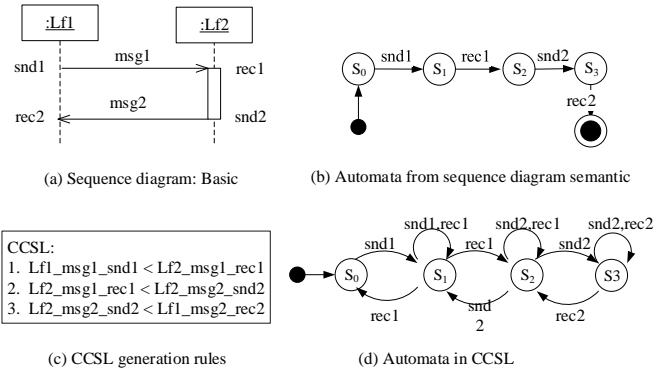 :Lf1
:Lf2
snd1
msg1
rec1
rec2
msg2
snd2
(a) Sequence diagram: Basic
S0
snd1
S1
rec1
S2
snd2
S3
rec2
(b) Automata from sequence diagram semantic
CCSL:
1. Lf1_msg1_snd1 < Lf2_msg1_rec1
2. Lf2_msg1_rec1 < Lf2_msg2_snd2
3. Lf2_msg2_snd2 < Lf1_msg2_rec2
(c) CCSL generation rules
snd1,rec1
snd2,rec1
snd2,rec2
snd1
rec1
snd2
S0
S1
S2
S3
rec1
snd
2
rec2
(d) Automata in CCSL